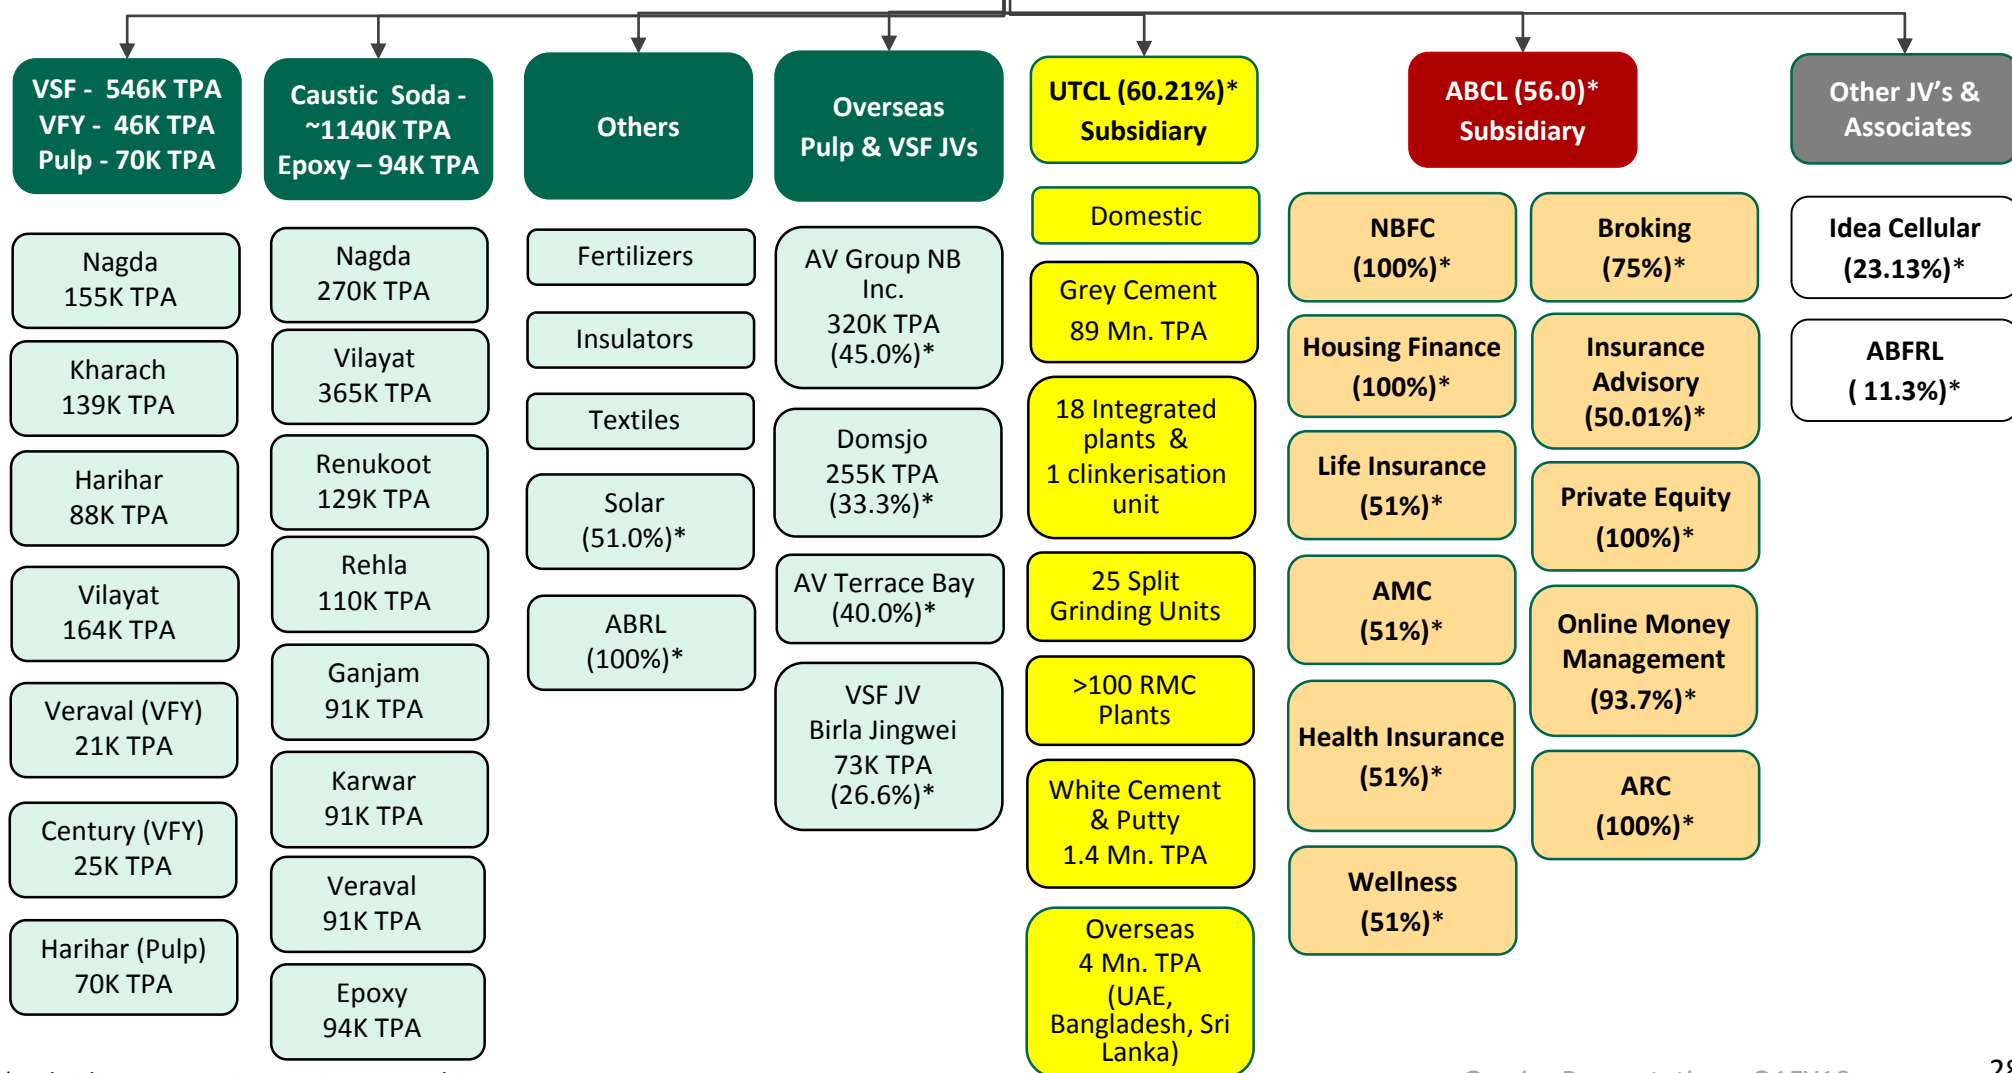 VSF - 546K TPA
VFY - 46K TPA
Pulp - 70K TPA
Nagda
155K TPA
Kharach
139K TPA
Harihar
88K TPA
Vilayat
164K TPA
Veraval (VFY)
21K TPA
Century (VFY)
25K TPA
Harihar (Pulp)
70K TPA
Caustic Soda -
~1140K TPA
Epoxy – 94K TPA
Nagda
270K TPA
Vilayat
365K TPA
Renukoot
129K TPA
Rehla
110K TPA
Ganjam
91K TPA
Karwar
91K TPA
Veraval
91K TPA
Epoxy
94K TPA
Others
Fertilizers
Insulators
Textiles
Solar
(51.0%)*
ABRL
(100%)*
Overseas
Pulp & VSF JVs
AV Group NB
Inc.
320K TPA
(45.0%)*
Domsjo
255K TPA
(33.3%)*
AV Terrace Bay
(40.0%)*
VSF JV
Birla Jingwei
73K TPA
(26.6%)*
UTCL (60.21%)*
Subsidiary
Domestic
Grey Cement
89 Mn. TPA
18 Integrated
plants &
1 clinkerisation
unit
25 Split
Grinding Units
>100 RMC
Plants
White Cement
& Putty
1.4 Mn. TPA
Overseas
4 Mn. TPA
(UAE,
Bangladesh, Sri
Lanka)
ABCL (56.0)*
Subsidiary
NBFC
(100%)*
Housing Finance
(100%)*
Life Insurance
(51%)*
AMC
(51%)*
Health Insurance
(51%)*
Wellness
(51%)*
Broking
(75%)*
Insurance
Advisory
(50.01%)*
Private Equity
(100%)*
Online Money
Management
(93.7%)*
ARC
(100%)*
Other JV's &
Associates
Idea Cellular
(23.13%)*
ABFRL
( 11.3%)*
28